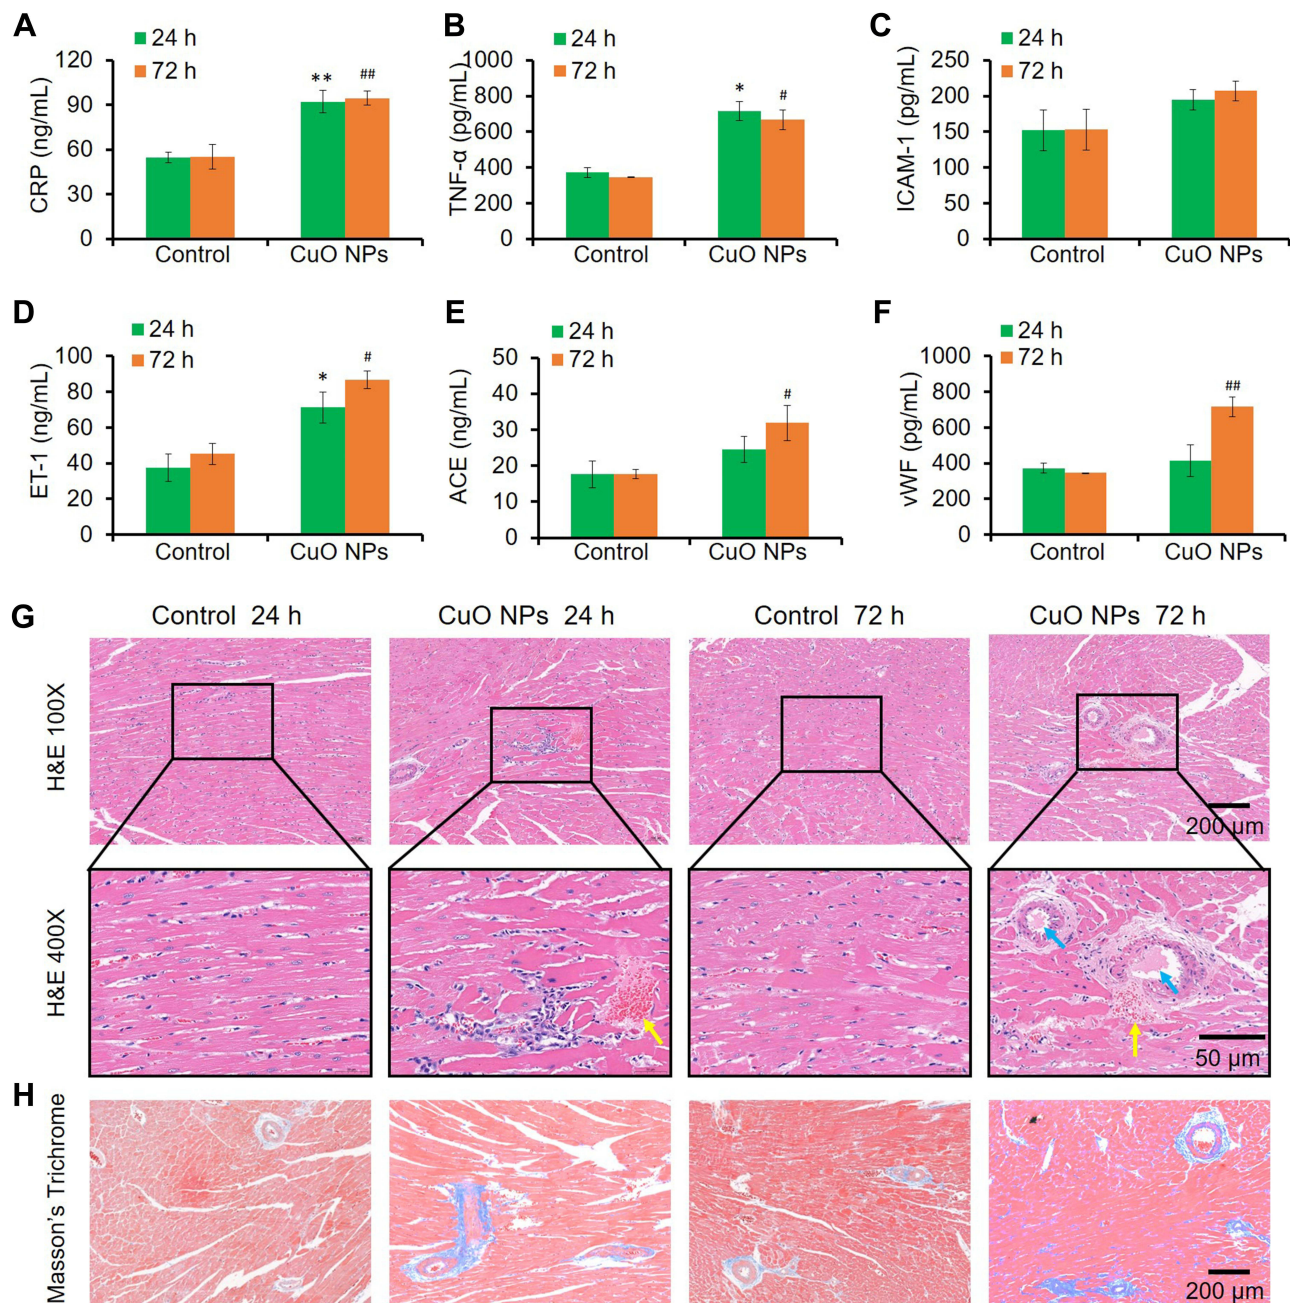 A
24 h
72 h
CRP (ng/mL)
120
90
60
30
0
**
##
Control
CuO NPs
B
24 h
72 h
TNF-α (pg/mL)
1000
800
600
400
200
0
*
#
Control
CuO NPs
C
24 h
72 h
ICAM-1 (pg/mL)
250
200
150
100
50
0
Control
CuO NPs
D
24 h
72 h
ET-1 (ng/mL)
100
80
60
40
20
0
*
#
Control
CuO NPs
E
24 h
72 h
ACE (ng/mL)
50
40
30
20
10
0
#
Control
CuO NPs
F
24 h
72 h
vWF (pg/mL)
1000
800
600
400
200
0
##
Control
CuO NPs
G
Control 24 h
CuO NPs 24 h
Control 72 h
CuO NPs 72 h
H&E 100X
200 µm
H&E 400X
50 µm
H
Masson's Trichrome
200 µm